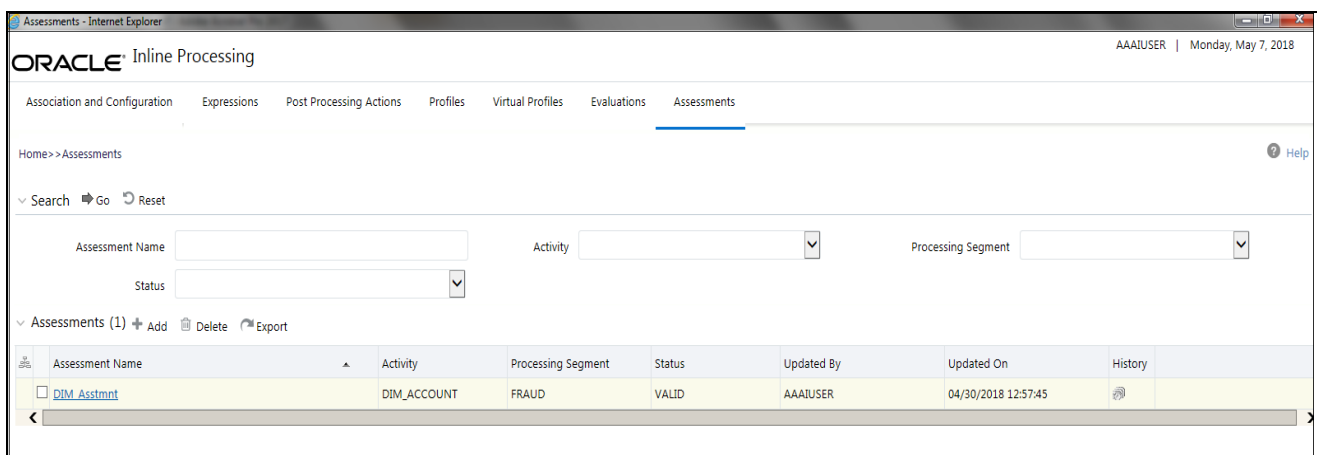 Assessments - Internet Explorer
AAAIUSER | Monday, May 7, 2018
ORACLE® Inline Processing
Association and Configuration Expressions Post Processing Actions Profiles Virtual Profiles Evaluations Assessments
Home>>Assessments Help
Search Go Reset
Assessment Name Activity Processing Segment
Status
Assessments (1) Add Delete Export
Assessment Name Activity Processing Segment Status Updated By Updated On History
DIM_Asstmnt DIM_ACCOUNT FRAUD VALID AAAIUSER 04/30/2018 12:57:45